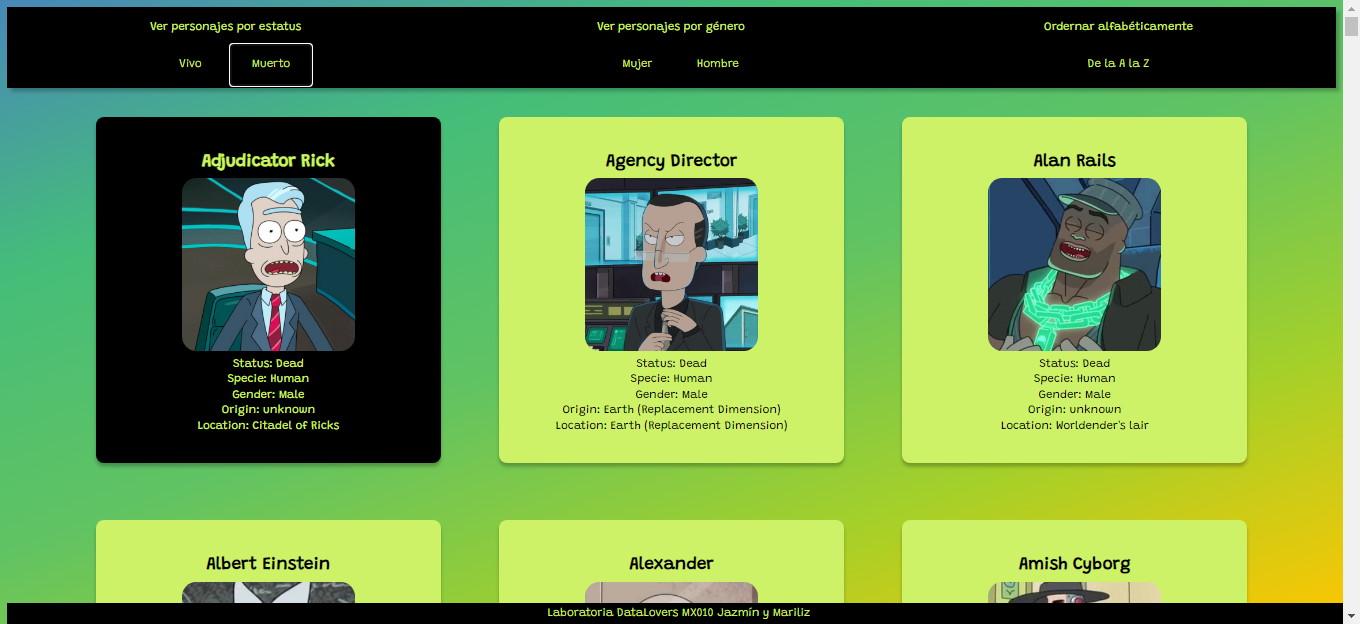 Ver personajes por estatus
Vivo
Muerto
Ver personajes por género
Mujer
Hombre
Ordernar alfabéticamente
De la A la Z
Adjudicator Rick
Status: Dead
Specie: Human
Gender: Male
Origin: unknown
Location: Citadel of Ricks
Agency Director
Status: Dead
Specie: Human
Gender: Male
Origin: Earth (Replacement Dimension)
Location: Earth (Replacement Dimension)
Alan Rails
Status: Dead
Specie: Human
Gender: Male
Origin: unknown
Location: Worldender's lair
Albert Einstein
Alexander
Amish Cyborg
Laboratoria DataLovers MX010 Jazmín y Mariliz